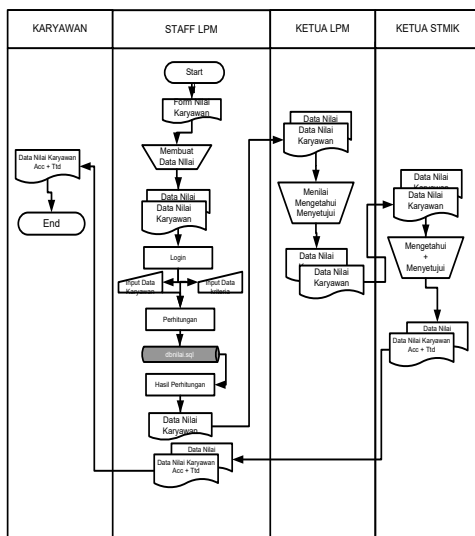 KARYAWAN
STAFF LPM
KETUA LPM
KETUA STMIK
Start
Form Nilai
Karyawan
Membuat
Data NIlai
Data Nilai
Data Nilai
Karyawan
Login
Input Data
Karyawan
Input Data
kriteria
Perhitungan
dbnilai.sql
Hasil Perhitungan
Data Nilai
Karyawan
Data Nilai
Data Nilai Karyawan
Acc + Ttd
Data Nilai
Data Nilai
Karyawan
Menilai
Mengetahui
Menyetujui
Data Nilai
Data Nilai
Karyawan
Data Nilai
Karyawan
Data Nilai
Karyawan
Mengetahui
+
Menyetujui
Data Nilai
Data Nilai Karyawan
Acc + Ttd
Data Nilai Karyawan
Acc + Ttd
End